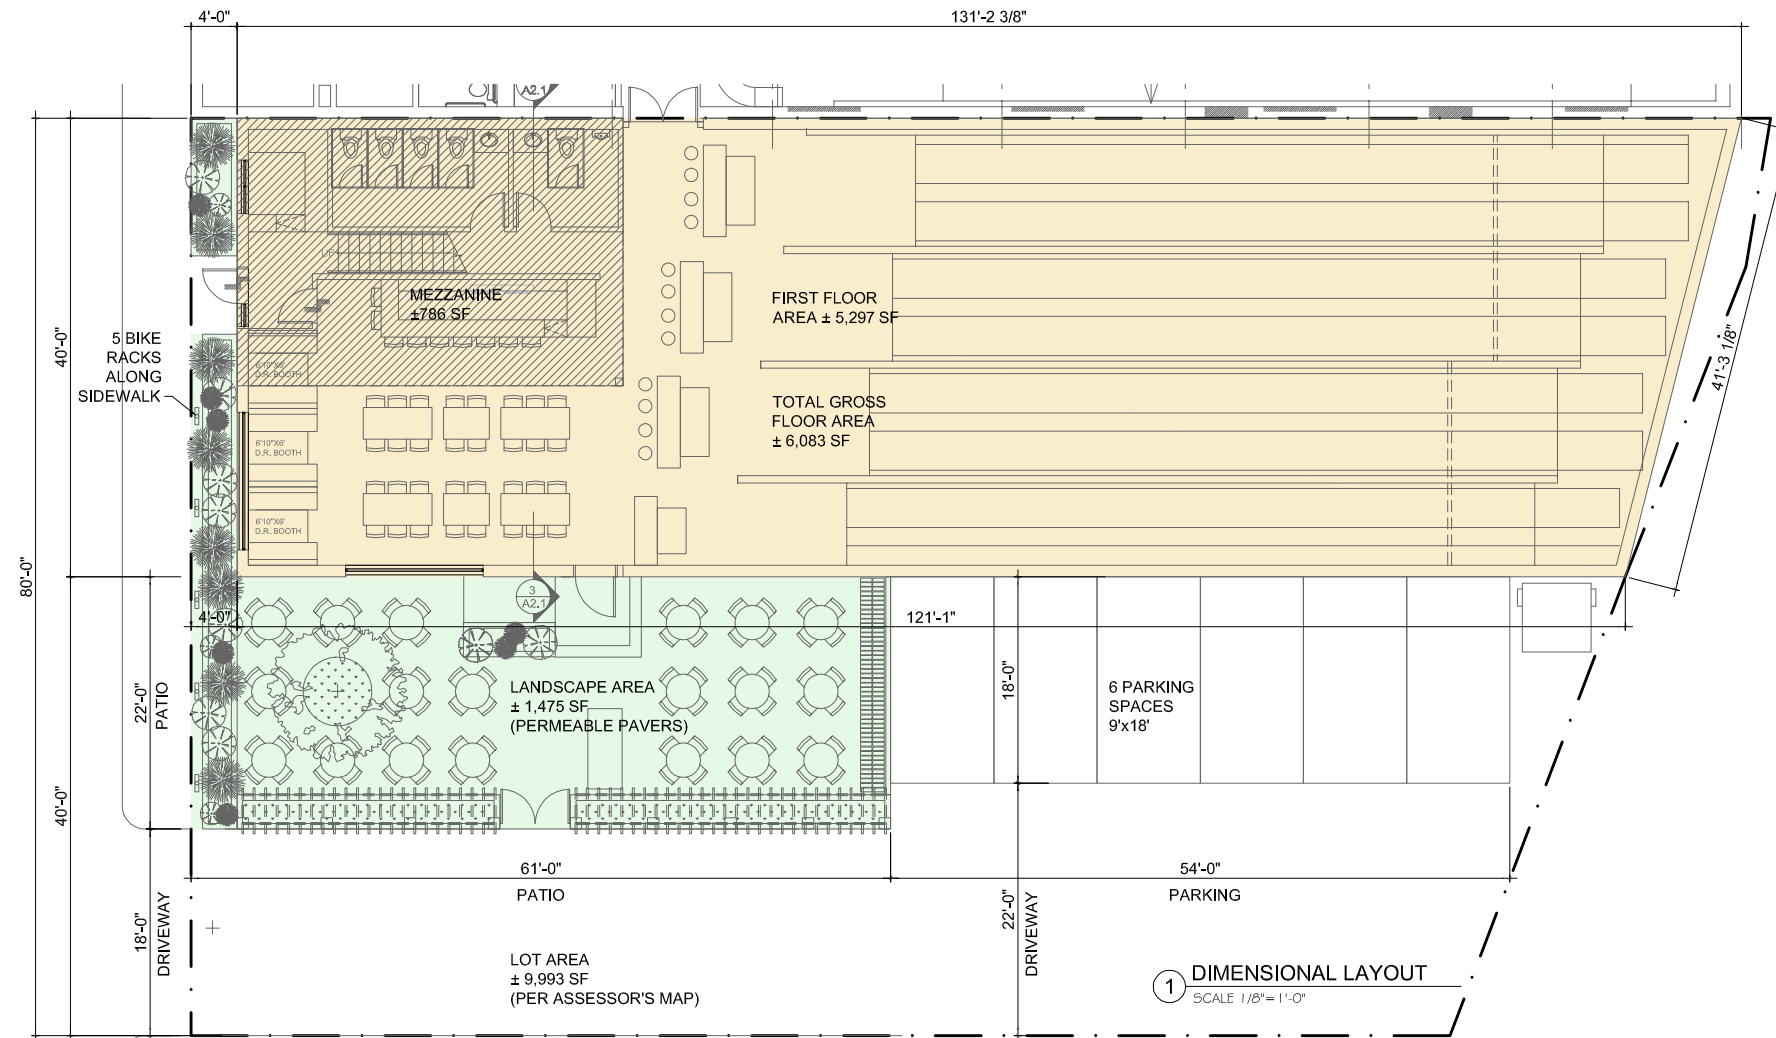 4'-0"
131'-2 3/8"
A2.1
UP
MEZZANINE
±786 SF
FIRST FLOOR
AREA ± 5,297 SF
5 BIKE
RACKS
ALONG
SIDEWALK
40'-0"
41'-3 1/8"
6'10"X6'
D.R. BOOTH
TOTAL GROSS
FLOOR AREA
± 6,083 SF
6'10"X6'
D.R. BOOTH
6'10"X6'
D.R. BOOTH
80'-0"
3
A2.1
4'-0"
121'-1"
22'-0"
PATIO
LANDSCAPE AREA
± 1,475 SF
(PERMEABLE PAVERS)
18'-0"
6 PARKING
SPACES
9'x18'
40'-0"
61'-0"
PATIO
54'-0"
PARKING
18'-0"
DRIVEWAY
22'-0"
DRIVEWAY
LOT AREA
± 9,993 SF
(PER ASSESSOR'S MAP)
1
DIMENSIONAL LAYOUT
SCALE 1/8"=1'-0"